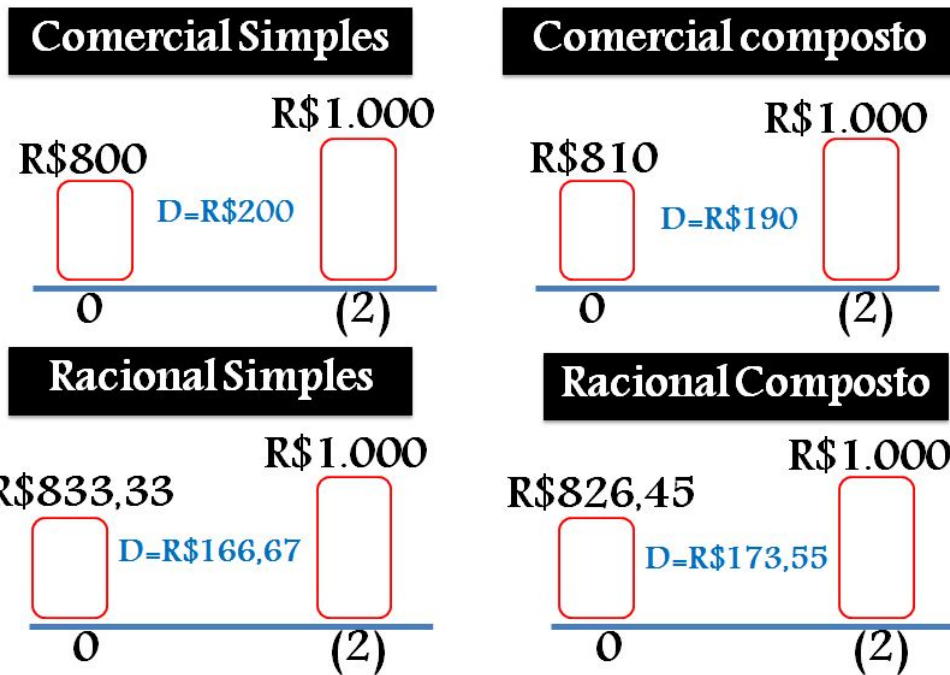 Comercial Simples
R$1.000
R$800
D=R$200
0 (2)
Comercial composto
R$1.000
R$810
D=R$190
0 (2)
Racional Simples
R$1.000
R$833,33
D=R$166,67
0 (2)
Racional Composto
R$1.000
R$826,45
D=R$173,55
0 (2)